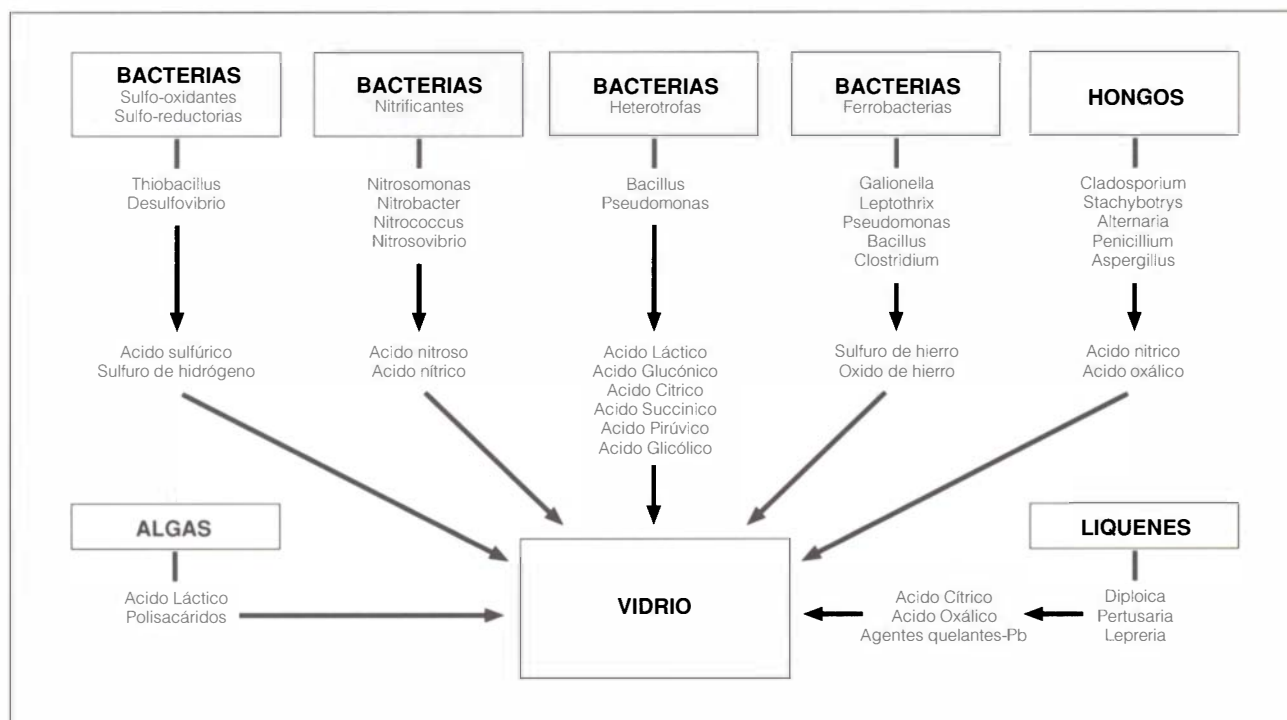 BACTERIAS
Sulfo-oxidantes
Sulfo-reductorias
BACTERIAS
Nitrificantes
BACTERIAS
Heterotrofas
BACTERIAS
Ferrobacterias
HONGOS
Thiobacillus
Desulfovibrio
Nitrosomonas
Nitrobacter
Nitrococcus
Nitrosovibrio
Bacillus
Pseudomonas
Galionella
Leptothrix
Pseudomonas
Bacillus
Clostridium
Cladosporium
Stachybotrys
Alternaria
Penicillium
Aspergillus
Acido sulfúrico
Sulfuro de hidrógeno
Acido nitroso
Acido nítrico
Acido Láctico
Acido Glucónico
Acido Citrico
Acido Succinico
Acido Pirúvico
Acido Glicólico
Sulfuro de hierro
Oxido de hierro
Acido nitrico
Acido oxálico
ALGAS
Acido Láctico
Polisacáridos
VIDRIO
LIQUENES
Acido Cítrico
Acido Oxálico
Agentes quelantes-Pb
Diploica
Pertusaria
Lepreria